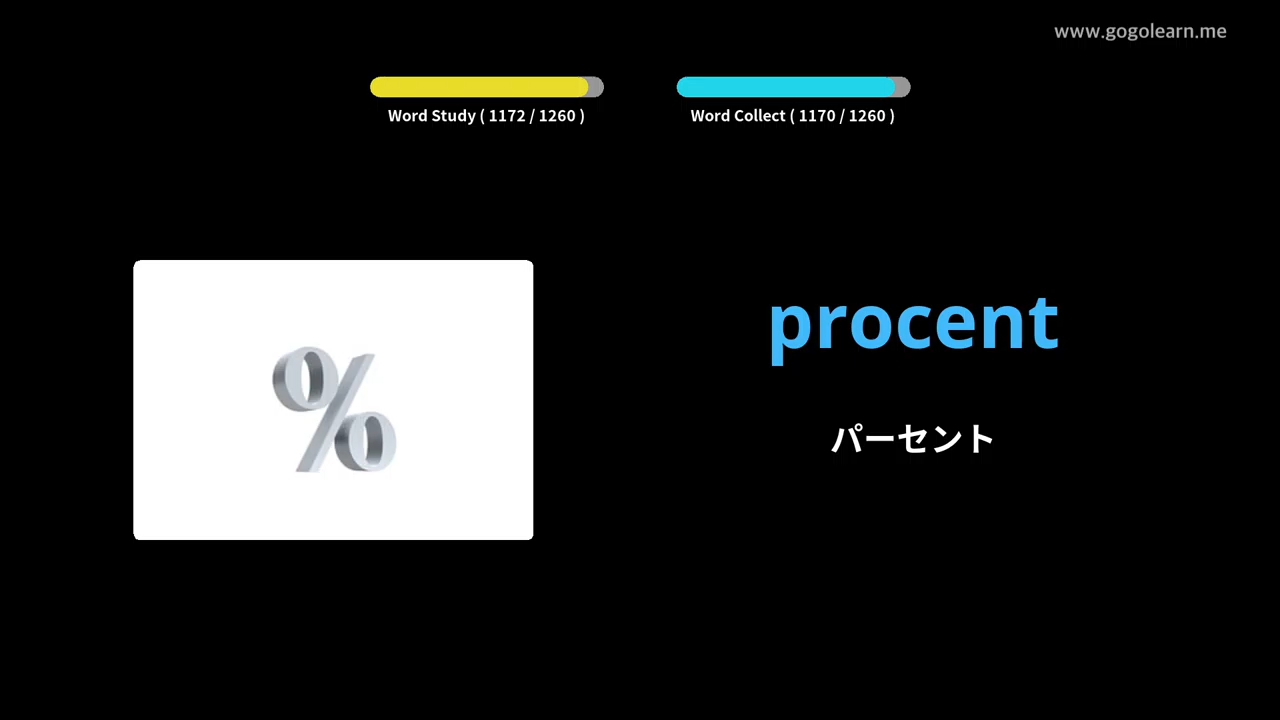 www.gogolearn.me
Word Study ( 1172 / 1260 )
Word Collect ( 1170 / 1260 )
%
procent
パーセント